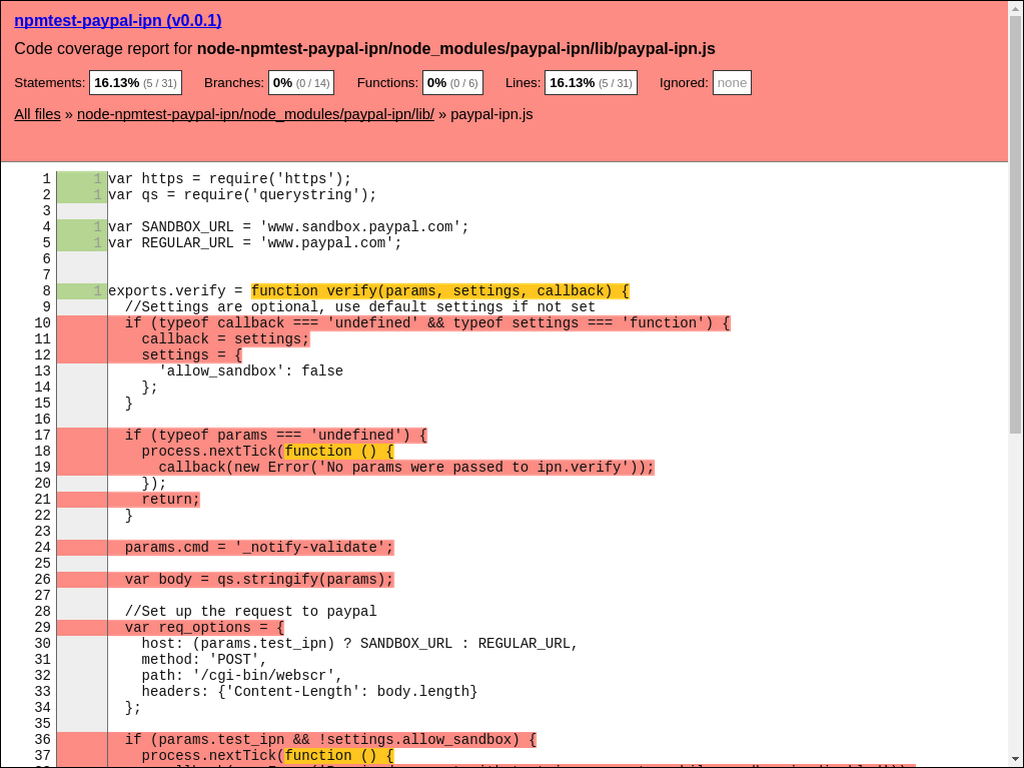 npmtest-paypal-ipn (v0.0.1)
Code coverage report for node-npmtest-paypal-ipn/node_modules/paypal-ipn/lib/paypal-ipn.js
Statements: 16.13% (5 / 31) Branches: 0% (0 / 14) Functions: 0% (0 / 6) Lines: 16.13% (5 / 31) Ignored: none
All files » node-npmtest-paypal-ipn/node_modules/paypal-ipn/lib/ » paypal-ipn.js
1 1 var https = require('https');
2 1 var qs = require('querystring');
3
4 1 var SANDBOX_URL = 'www.sandbox.paypal.com';
5 1 var REGULAR_URL = 'www.paypal.com';
6
7
8 1 exports.verify = function verify(params, settings, callback) {
9 //Settings are optional, use default settings if not set
10 if (typeof callback === 'undefined' && typeof settings === 'function') {
11 callback = settings;
12 settings = {
13 'allow_sandbox': false
14 };
15 }
16
17 if (typeof params === 'undefined') {
18 process.nextTick(function () {
19 callback(new Error('No params were passed to ipn.verify'));
20 });
21 return;
22 }
23
24 params.cmd = '_notify-validate';
25
26 var body = qs.stringify(params);
27
28 //Set up the request to paypal
29 var req_options = {
30 host: (params.test_ipn) ? SANDBOX_URL : REGULAR_URL,
31 method: 'POST',
32 path: '/cgi-bin/webscr',
33 headers: {'Content-Length': body.length}
34 };
35
36 if (params.test_ipn && !settings.allow_sandbox) {
37 process.nextTick(function () {